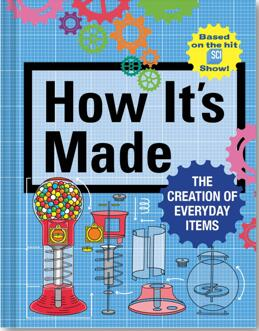 Based
on the hit
SCI
Show!
How It's
Made
THE
CREATION OF
EVERYDAY
ITEMS